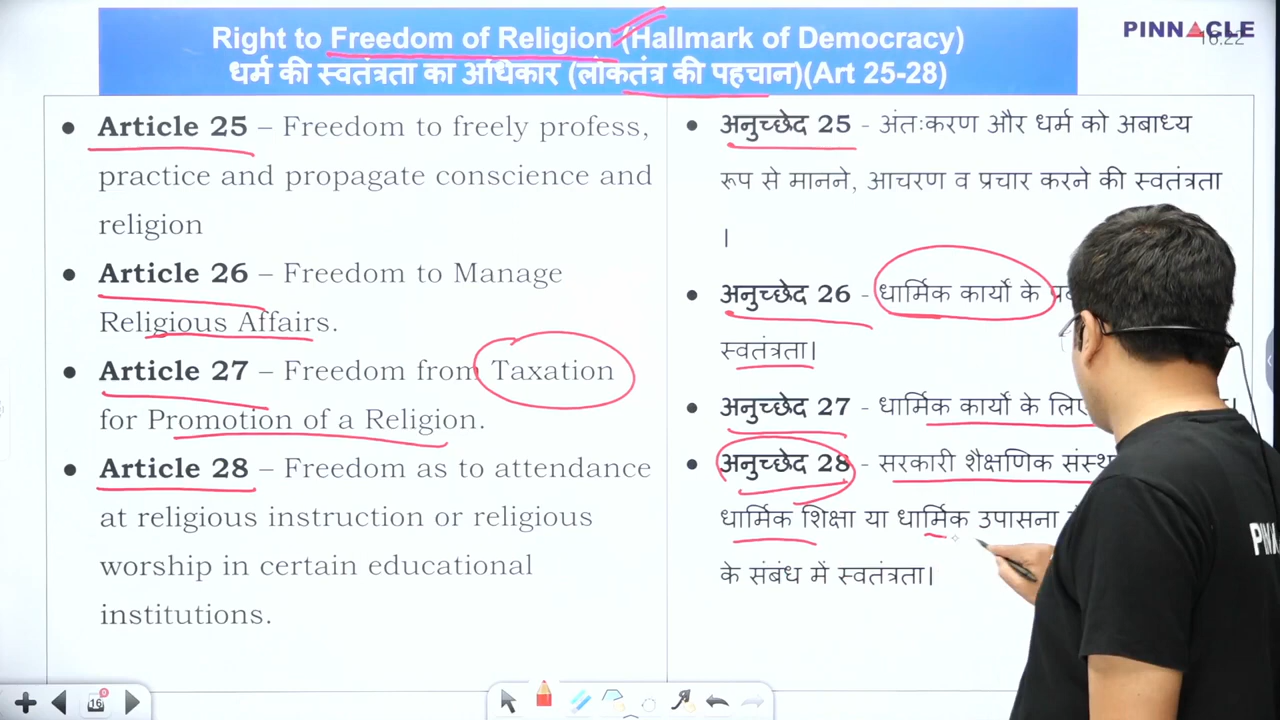 Right to Freedom of Religion (Hallmark of Democracy)
धर्म की स्वतंत्रता का अधिकार (लोकतंत्र की पहचान)(Art 25-28)
PINNACLE
16:22
● Article 25 – Freedom to freely profess,
practice and propagate conscience and
religion
● Article 26 – Freedom to Manage
Religious Affairs.
● Article 27 – Freedom from Taxation
for Promotion of a Religion.
● Article 28 – Freedom as to attendance
at religious instruction or religious
worship in certain educational
institutions.
● अनुच्छेद 25 - अंतःकरण और धर्म को अबाध्य
रूप से मानने, आचरण व प्रचार करने की स्वतंत्रता
।
● अनुच्छेद 26 - धार्मिक कार्यो के
स्वतंत्रता।
● अनुच्छेद 27 - धार्मिक कार्यो के लिए
● अनुच्छेद 28 - सरकारी शैक्षणिक
धार्मिक शिक्षा या धार्मिक उपासना
के संबंध में स्वतंत्रता।
16